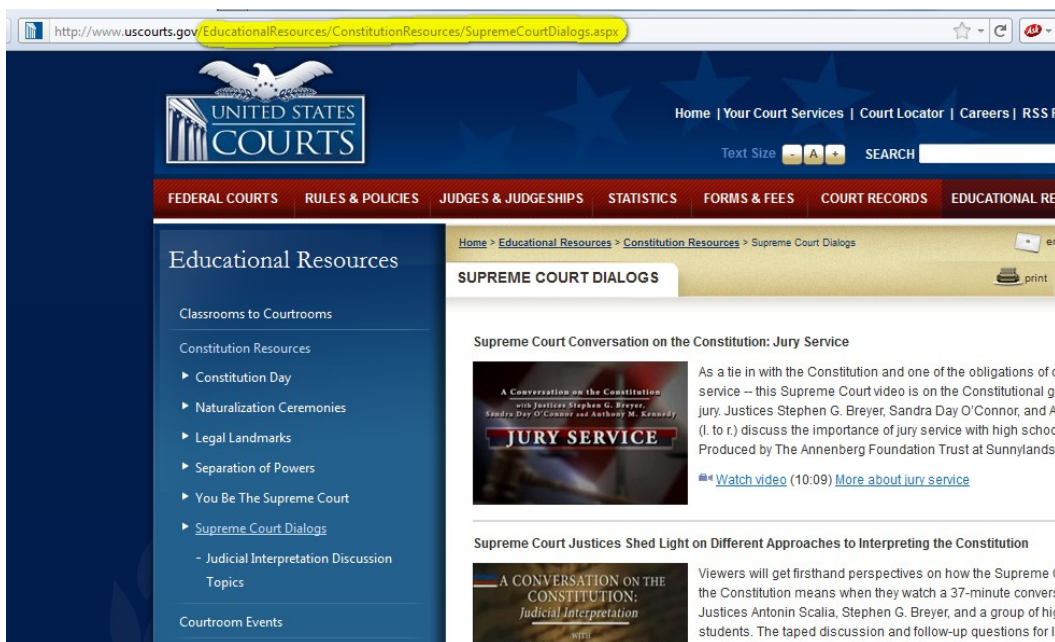 http://www.uscourts.gov/EducationalResources/ConstitutionResources/SupremeCourtDialogs.aspx
UNITED STATES
COURTS
Home | Your Court Services | Court Locator | Careers | RSS
Text Size - A + SEARCH
FEDERAL COURTS RULES & POLICIES JUDGES & JUDGESHIPS STATISTICS FORMS & FEES COURT RECORDS EDUCATIONAL RE
Home > Educational Resources > Constitution Resources > Supreme Court Dialogs
SUPREME COURT DIALOGS
print
Educational Resources
Classrooms to Courtrooms
Constitution Resources
Constitution Day
Naturalization Ceremonies
Legal Landmarks
Separation of Powers
You Be The Supreme Court
Supreme Court Dialogs
- Judicial Interpretation Discussion
Topics
Courtroom Events
Supreme Court Conversation on the Constitution: Jury Service
A Conversation on the Constitution
with Justices Stephen G. Breyer,
Sandra Day O'Connor and Anthony M. Kennedy
JURY SERVICE
As a tie in with the Constitution and one of the obligations of
service -- this Supreme Court video is on the Constitutional g
jury. Justices Stephen G. Breyer, Sandra Day O'Connor, and A
(l. to r.) discuss the importance of jury service with high schoo
Produced by The Annenberg Foundation Trust at Sunnylands
Watch video (10:09) More about jury service
Supreme Court Justices Shed Light on Different Approaches to Interpreting the Constitution
A CONVERSATION ON THE
CONSTITUTION:
Judicial Interpretation
WITH
Viewers will get firsthand perspectives on how the Supreme
the Constitution means when they watch a 37-minute convers
Justices Antonin Scalia, Stephen G. Breyer, and a group of hi
students. The taped discussion and follow-up questions for